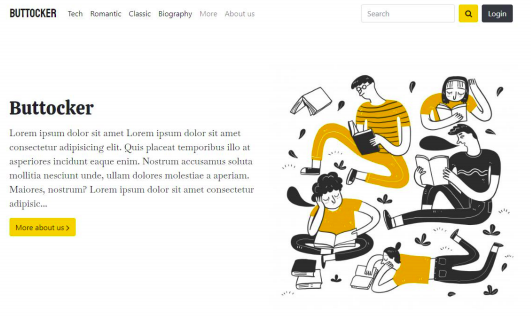 BUTTOCKER Tech Romantic Classic Biography More About us Search Login
Buttocker
Lorem ipsum dolor sit amet Lorem ipsum dolor sit amet
consectetur adipisicing elit. Quis placeat temporibus illo at
asperiores incidunt eaque enim. Nostrum accusamus soluta
mollitia nesciunt unde, ullam dolores molestiae a aperiam.
Maiores, nostrum? Lorem ipsum dolor sit amet consectetur
adipisic...
More about us >